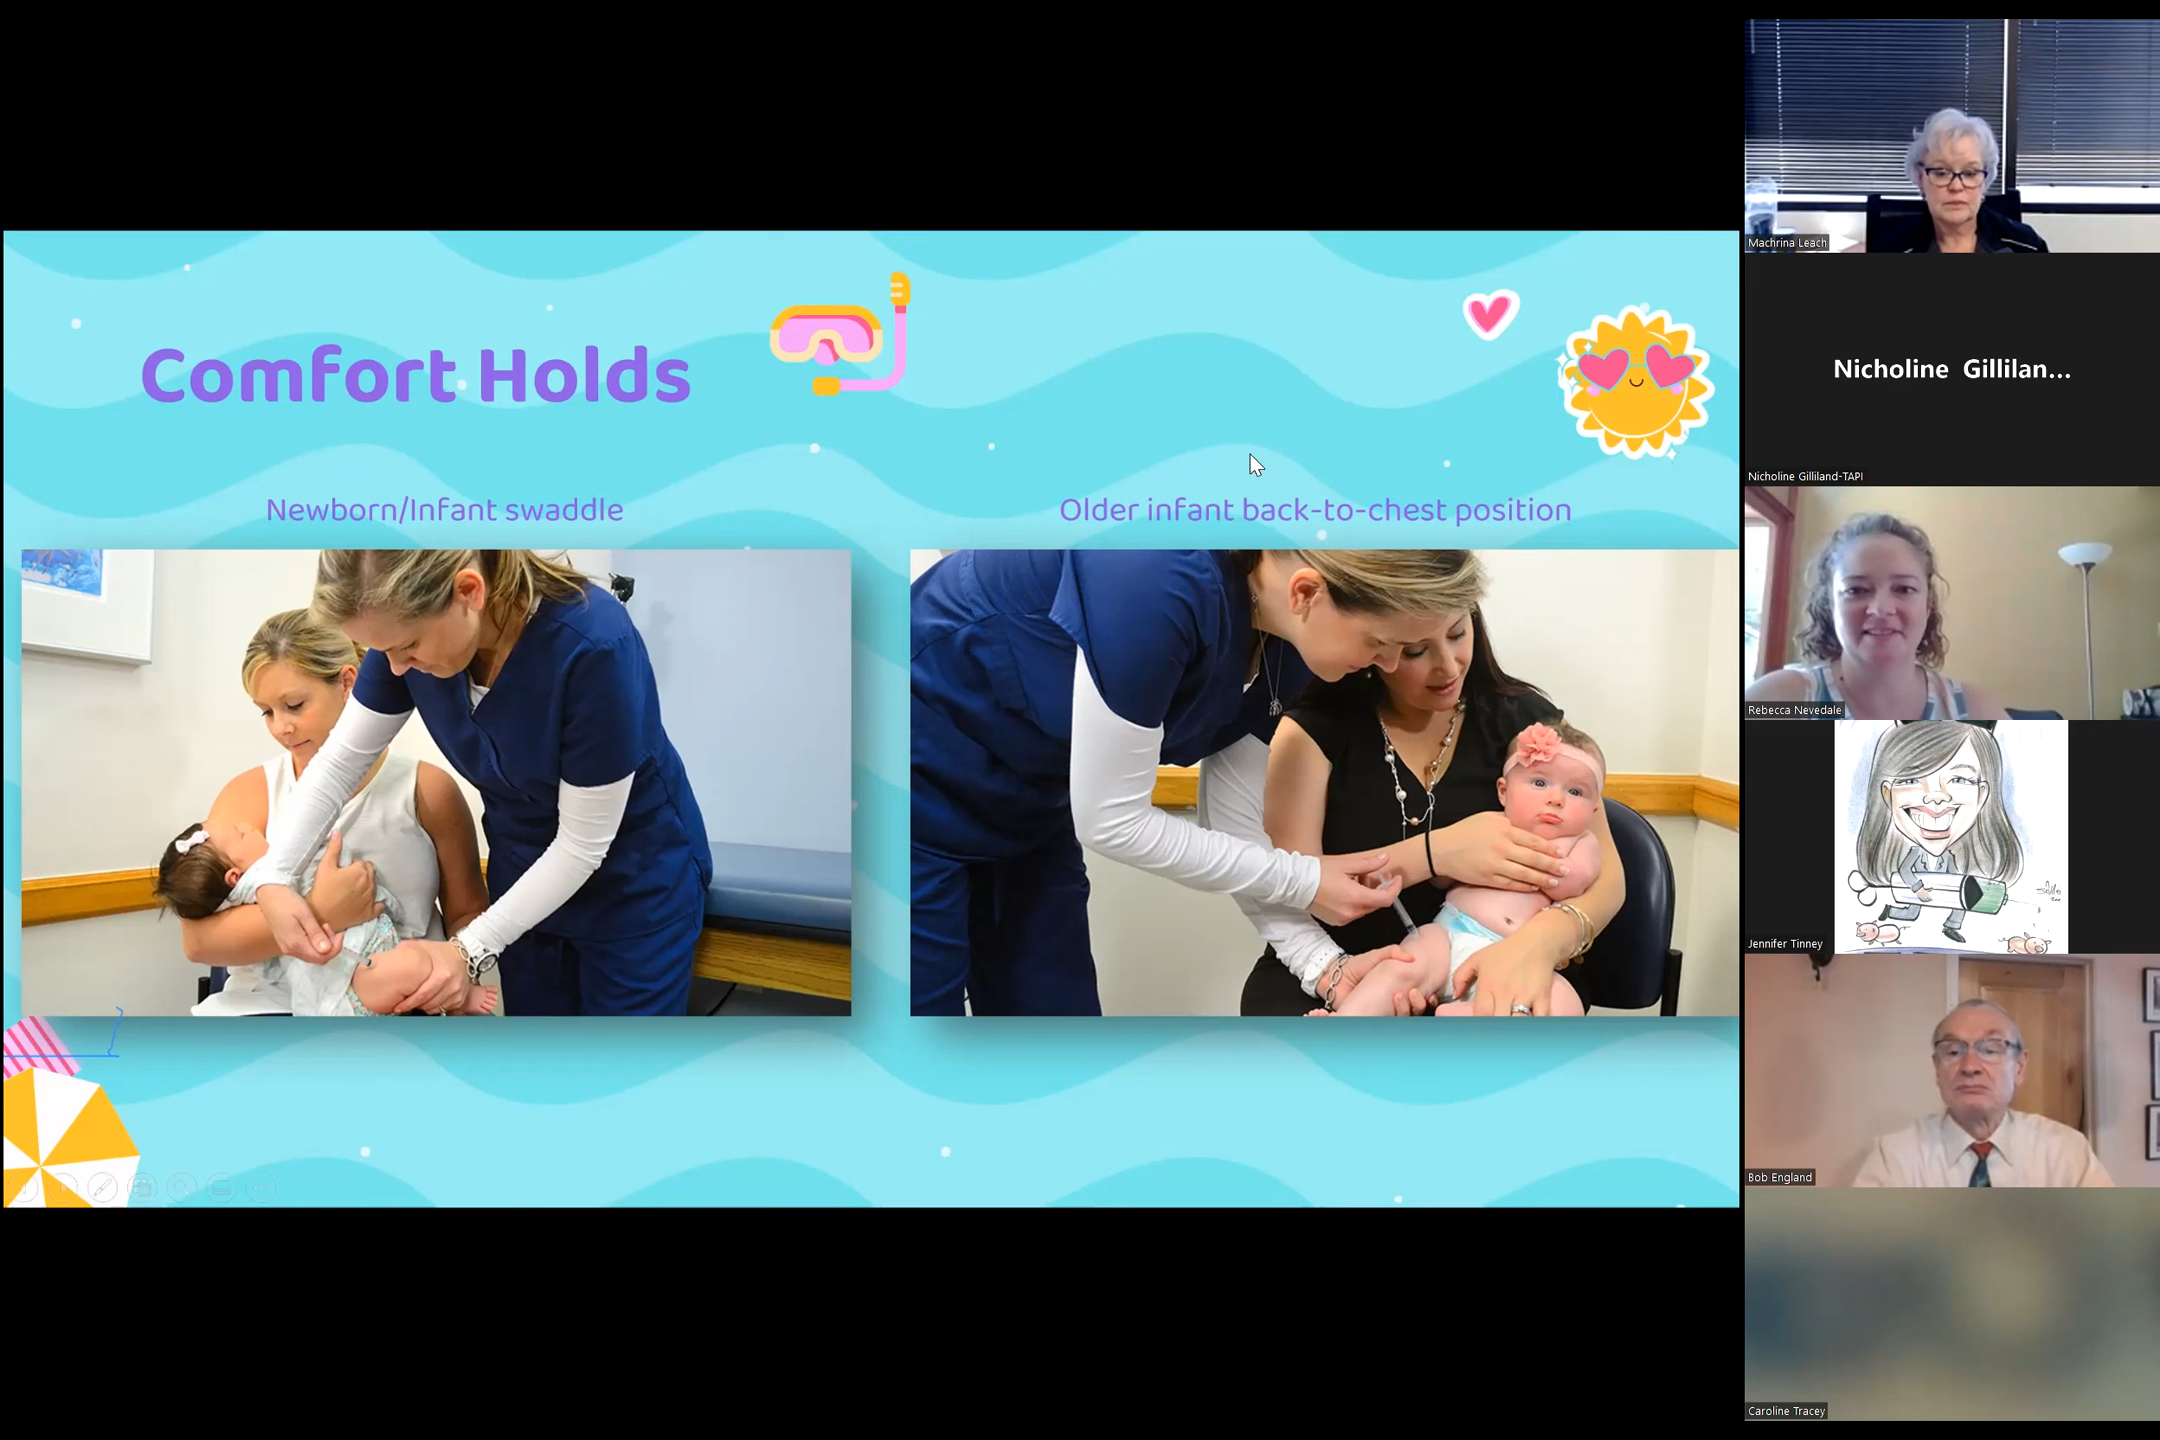 Comfort Holds
Newborn/Infant swaddle
Older infant back-to-chest position
Machrina Leach
Nicholine Gillilan...
Nicholine Gilliland-TAPI
Rebecca Nevedale
Jennifer Tinney
Bob England
Caroline Tracey